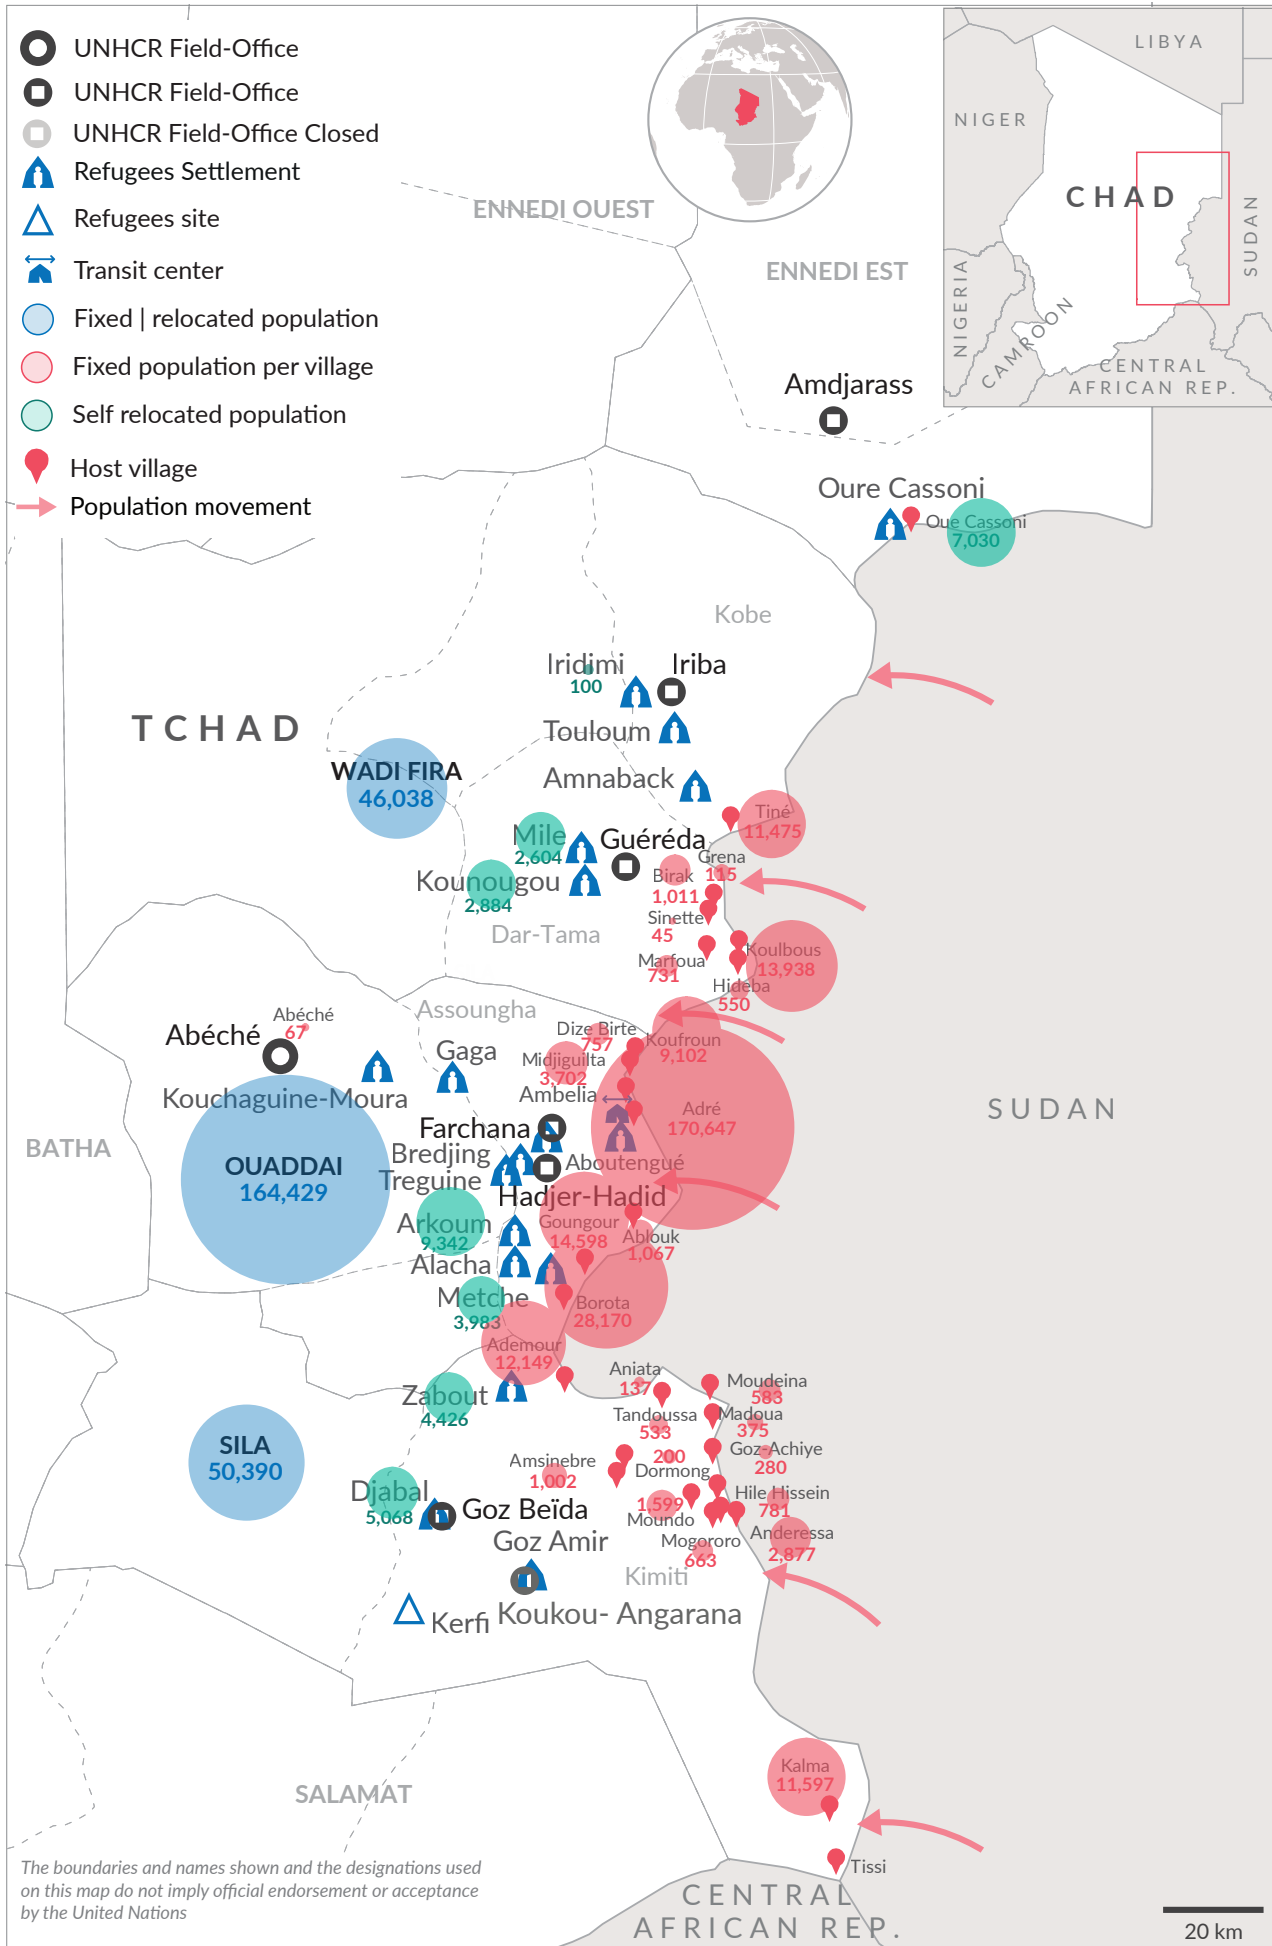 UNHCR Field-Office
UNHCR Field-Office
UNHCR Field-Office Closed
Refugees Settlement
Refugees site
Transit center
Fixed | relocated population
Fixed population per village
Self relocated population
Host village
Population movement
LIBYA
NIGER
CHAD
SUDAN
NIGERIA
CAMROON
CENTRAL
AFRICAN REP.
ENNEDI OUEST
ENNEDI EST
Amdjarass
Oure Cassoni
Oue Cassoni
7,030
Kobe
Iridimi
100
Iriba
Touloum
TCHAD
WADI FIRA
46,038
Amnaback
Tiné
11,475
Mile
2,604
Guéréda
Grena
115
Birak
1,011
Kounougou
2,884
Sinette
45
Dar-Tama
Koulbous
13,938
Marfoua
731
Hideba
550
Assoungha
Abéché
67
Abéché
Dize Birte
757
Koufroun
9,102
Gaga
Midjiguilta
3,702
Kouchaguine-Moura
Ambelia
Adré
170,647
SUDAN
Farchana
BATHA
Bredjing
Aboutengué
OUADDAI
164,429
Treguine
Hadjer-Hadid
Arkoum
9,342
Goungour
14,598
Ablouk
1,067
Alacha
Metche
3,983
Borota
28,170
Ademour
12,149
Aniata
137
Moudeina
583
Zabout
4,426
Tandoussa
533
Madoua
375
SILA
50,390
Goz-Achiye
280
200
Dormong
Amsinebre
1,002
Djabal
5,068
Hile Hissein
781
1,599
Moundo
Goz Beïda
Anderessa
2,877
Mogororo
663
Goz Amir
Kimiti
Koukou- Angarana
Kerfi
Kalma
11,597
SALAMAT
Tissi
The boundaries and names shown and the designations used
on this map do not imply official endorsement or acceptance
by the United Nations
CENTRAL
AFRICAN REP.
20 km